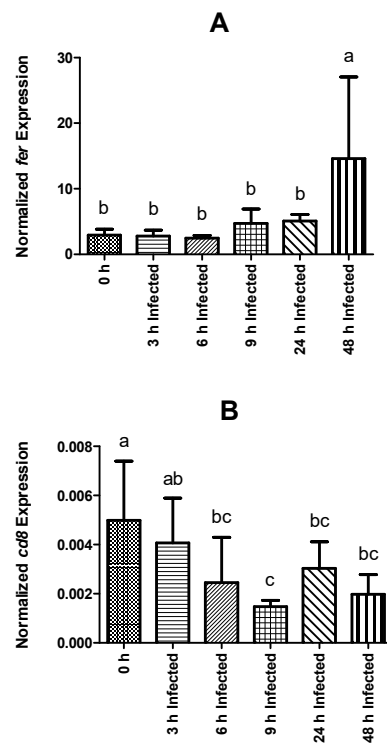 A
Normalized fer Expression
30
20
10
0
b
b
b
b
b
a
0 h
3 h Infected
6 h Infected
9 h Infected
24 h Infected
48 h Infected
B
Normalized cd8 Expression
0.008
0.006
0.004
0.002
0.000
a
ab
bc
c
bc
bc
0 h
3 h Infected
6 h Infected
9 h Infected
24 h Infected
48 h Infected